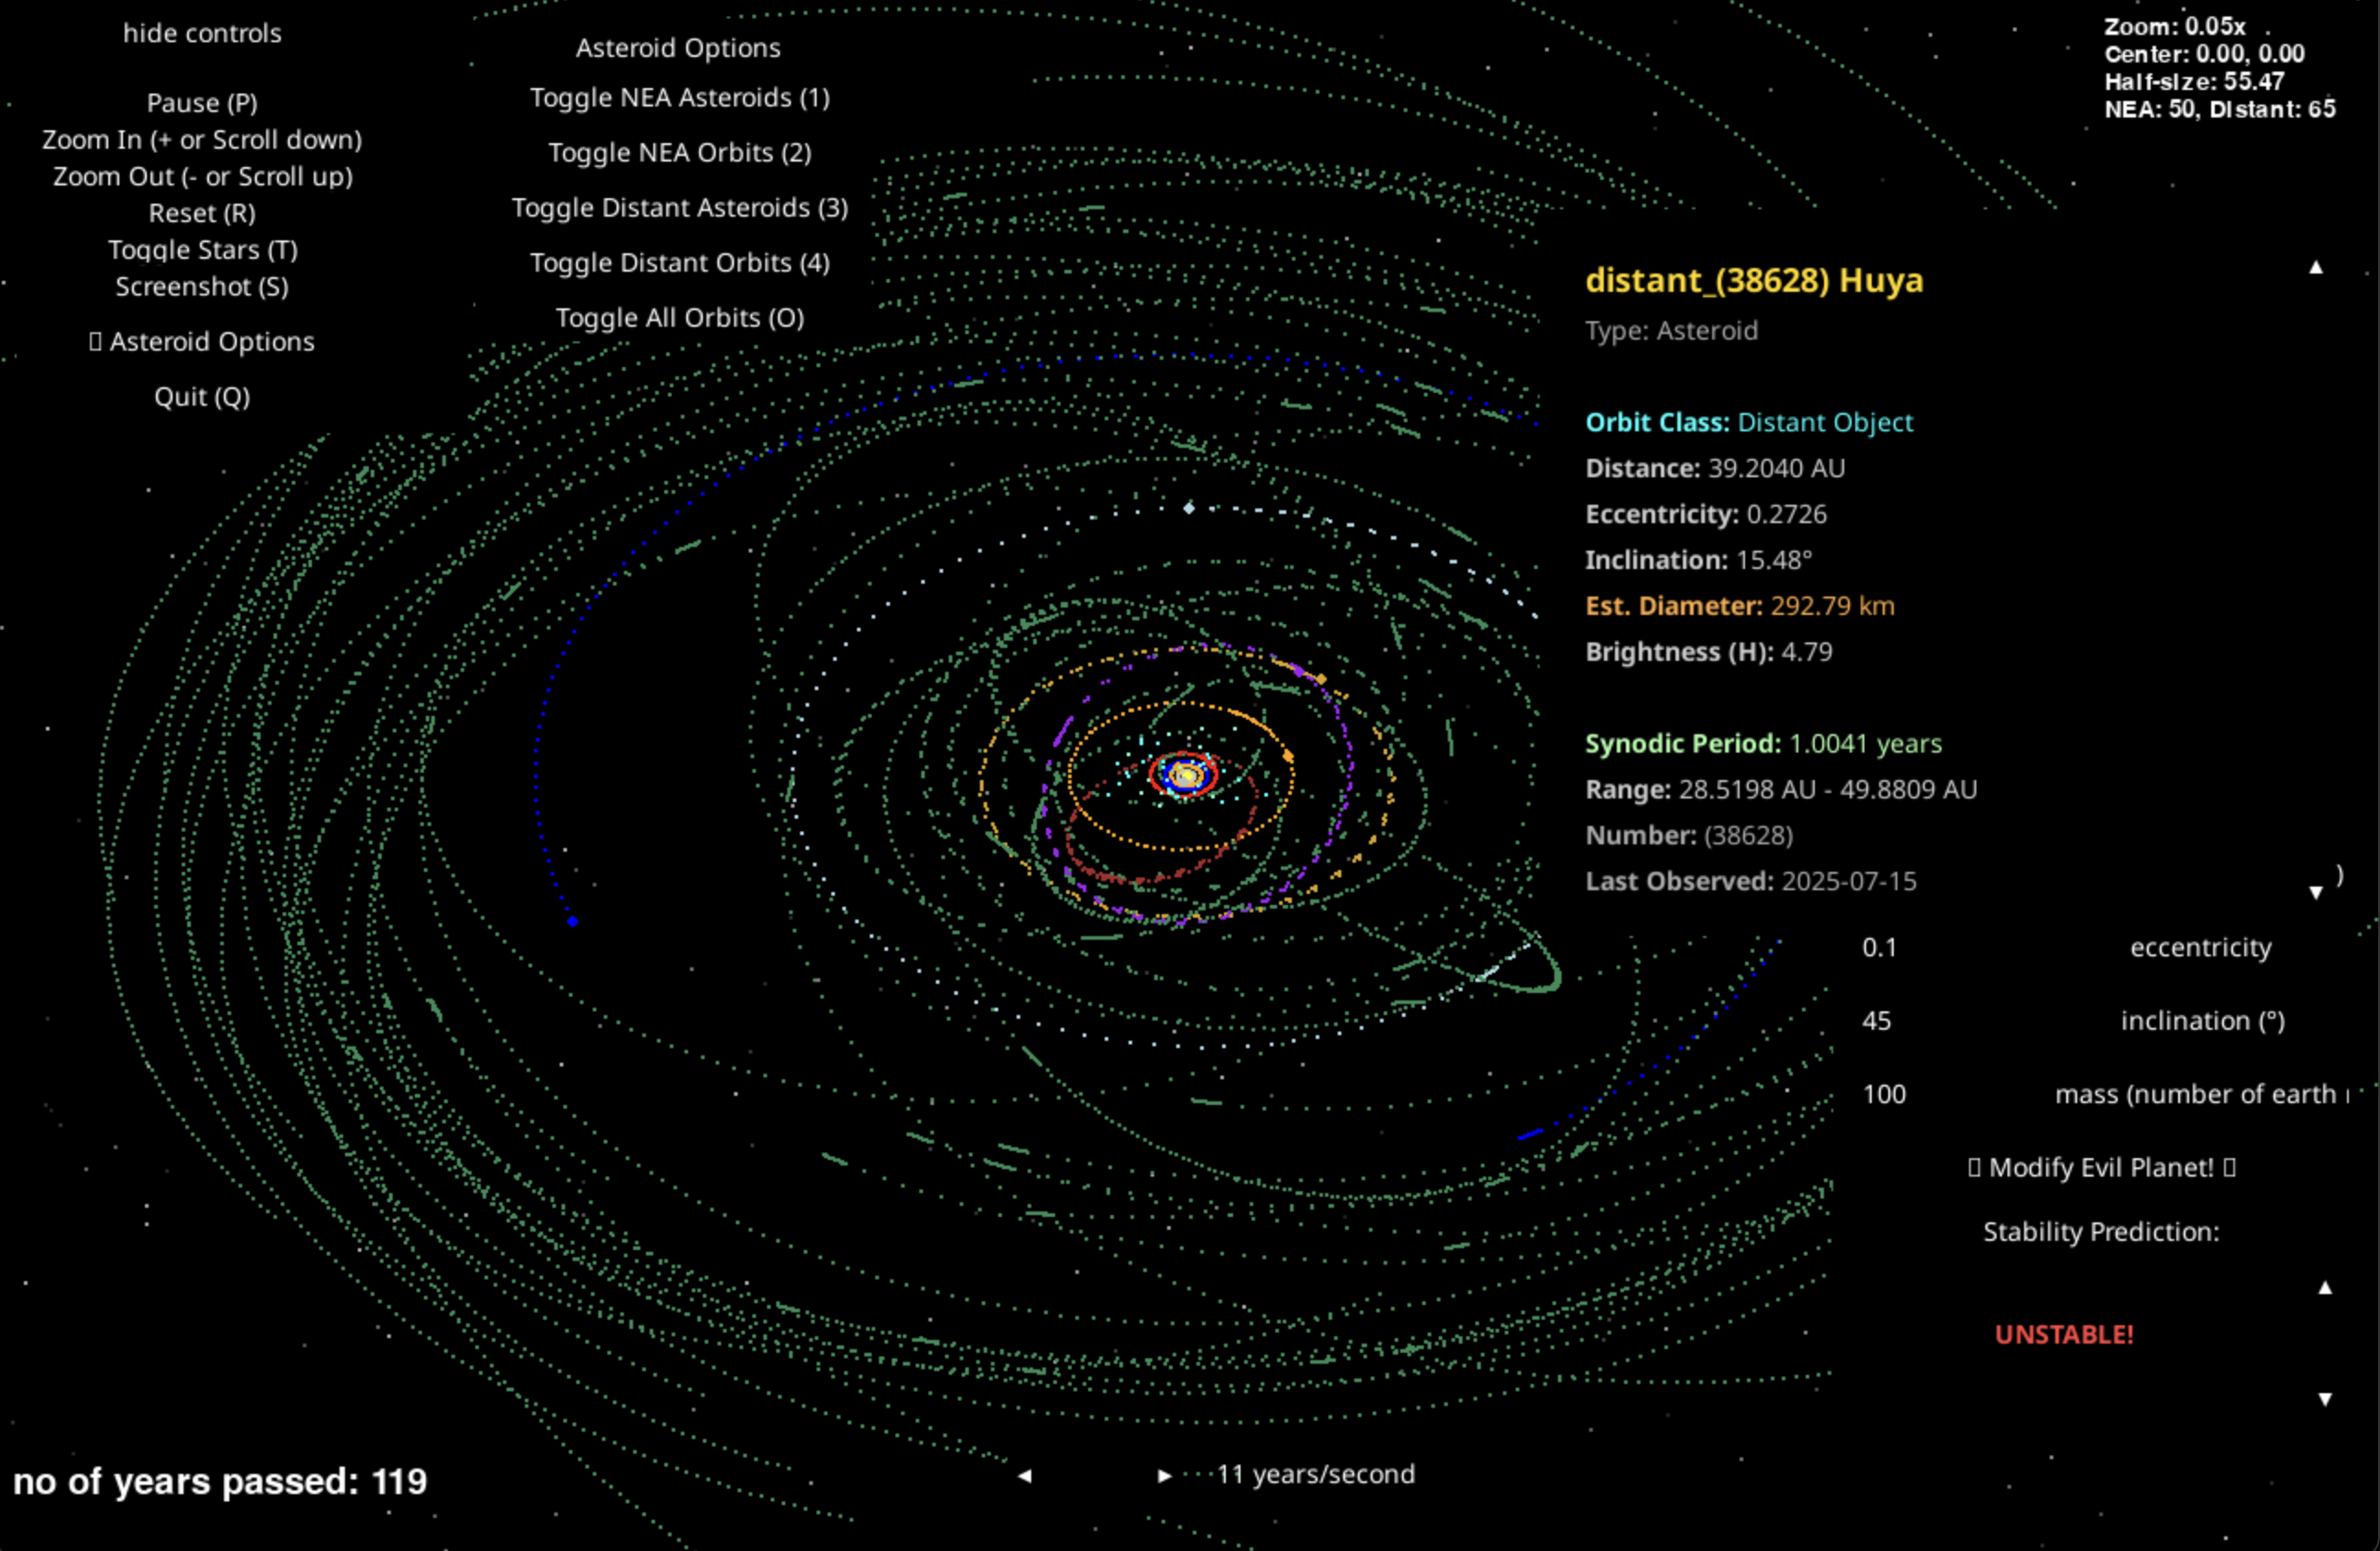 hide controls
Pause (P)
Zoom In (+ or Scroll down)
Zoom Out (- or Scroll up)
Reset (R)
Toggle Stars (T)
Screenshot (S)
Asteroid Options
Quit (Q)
Asteroid Options
Toggle NEA Asteroids (1)
Toggle NEA Orbits (2)
Toggle Distant Asteroids (3)
Toggle Distant Orbits (4)
Toggle All Orbits (O)
Zoom: 0.05x
Center: 0.00, 0.00
Half-size: 55.47
NEA: 50, Distant: 65
distant_(38628) Huya
Type: Asteroid
Orbit Class: Distant Object
Distance: 39.2040 AU
Eccentricity: 0.2726
Inclination: 15.48°
Est. Diameter: 292.79 km
Brightness (H): 4.79
Synodic Period: 1.0041 years
Range: 28.5198 AU - 49.8809 AU
Number: (38628)
Last Observed: 2025-07-15
)
0.1 eccentricity
45 inclination (°)
100 mass (number of earth
Modify Evil Planet!
Stability Prediction:
UNSTABLE!
no of years passed: 119
11 years/second